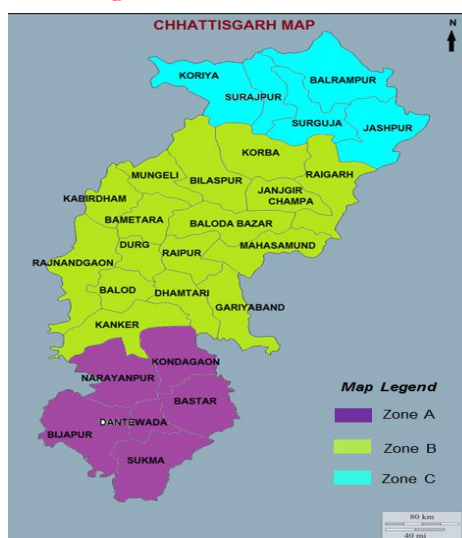 CHHATTISGARH MAP
N
KORIYA
BALRAMPUR
SURAJPUR
SURGUJA
JASHPUR
KORBA
RAIGARH
MUNGELI
BILASPUR
JANJGIR
CHAMPA
KABIRDHAM
BAMETARA
BALODA BAZAR
DURG
RAIPUR
MAHASAMUND
RAJNANDGAON
BALOD
DHAMTARI
GARIYABAND
KANKER
KONDAGAON
NARAYANPUR
BASTAR
DANTEWADA
BIJAPUR
SUKMA
Map Legend
Zone A
Zone B
Zone C
80 km
40 mi